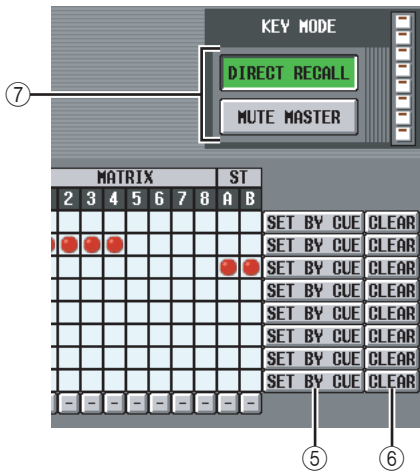 KEY MODE
DIRECT RECALL
⑦
MUTE MASTER
MATRIX ST
2 3 4 5 6 7 8 A B
SET BY CUE CLEAR
SET BY CUE CLEAR
SET BY CUE CLEAR
SET BY CUE CLEAR
SET BY CUE CLEAR
SET BY CUE CLEAR
SET BY CUE CLEAR
SET BY CUE CLEAR
- - - - - - - - - -
⑤ ⑥